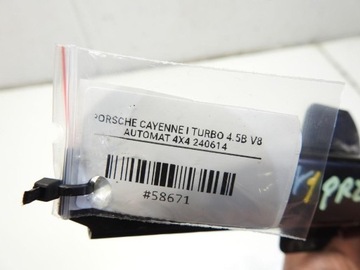 PORSCHE CAYENNE I TURBO 4.5B V8
AUTOMAT 4X4 240614
#58671